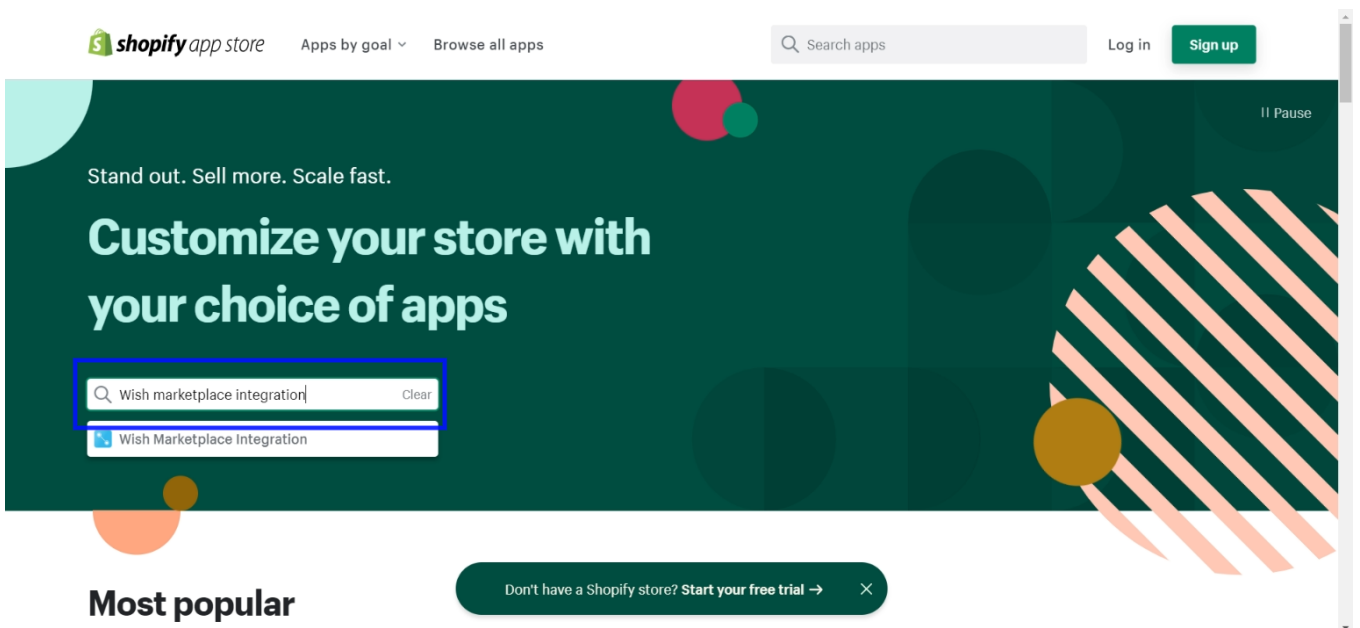 shopify app store
Apps by goal
Browse all apps
Search apps
Log in
Sign up
Pause
Stand out. Sell more. Scale fast.
Customize your store with
your choice of apps
Wish marketplace integration
Clear
Wish Marketplace Integration
Don't have a Shopify store? Start your free trial →
Most popular